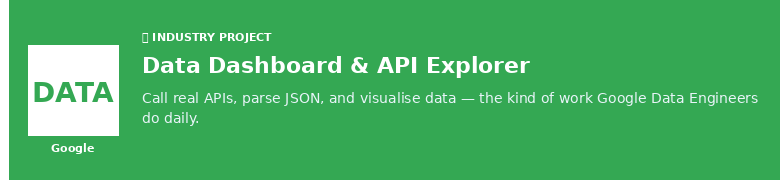 INDUSTRY PROJECT
Data Dashboard & API Explorer
DATA
Call real APIs, parse JSON, and visualise data — the kind of work Google Data Engineers
do daily.
Google